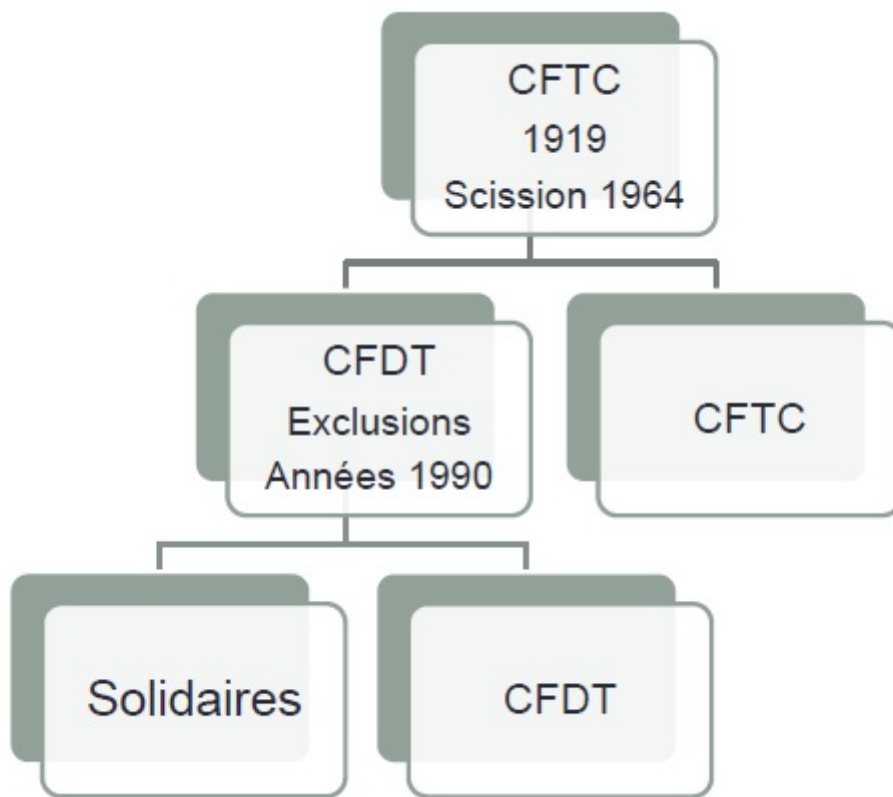 CFTC
1919
Scission 1964
CFDT
Exclusions
Années 1990
CFTC
Solidaires
CFDT